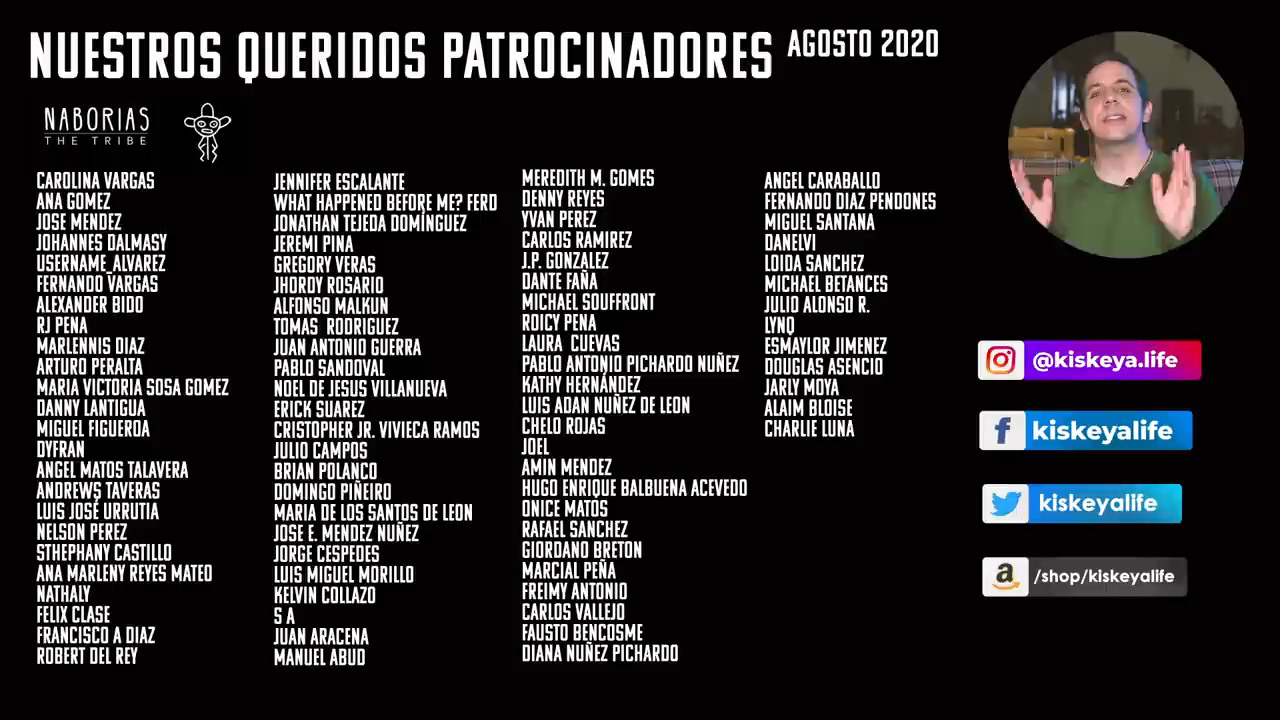 NUESTROS QUERIDOS PATROCINADORES AGOSTO 2020
NABORIAS
THE TRIBE
CAROLINA VARGAS
ANA GOMEZ
JOSE MENDEZ
JOHANNES DALMASY
USERNAME_ALVAREZ
FERNANDO VARGAS
ALEXANDER BIDO
RJ PENA
MARLENNIS DIAZ
ARTURO PERALTA
MARIA VICTORIA SOSA GOMEZ
DANNY LANTIGUA
MIGUEL FIGUEROA
DYFRAN
ANGEL MATOS TALAVERA
ANDREWS TAVERAS
LUIS JOSÉ URRUTIA
NELSON PEREZ
STHEPHANY CASTILLO
ANA MARLENY REYES MATEO
NATHALY
FELIX CLASE
FRANCISCO A DIAZ
ROBERT DEL REY
JENNIFER ESCALANTE
WHAT HAPPENED BEFORE ME? FERD
JONATHAN TEJEDA DOMÍNGUEZ
JEREMI PINA
GREGORY VERAS
JHORDY ROSARIO
ALFONSO MALKUN
TOMAS RODRIGUEZ
JUAN ANTONIO GUERRA
PABLO SANDOVAL
NOEL DE JESUS VILLANUEVA
ERICK SUAREZ
CRISTOPHER JR. VIVIECA RAMOS
JULIO CAMPOS
BRIAN POLANCO
DOMINGO PIÑEIRO
MARIA DE LOS SANTOS DE LEON
JOSE E. MENDEZ NUÑEZ
JORGE CESPEDES
LUIS MIGUEL MORILLO
KELVIN COLLAZO
S A
JUAN ARACENA
MANUEL ABUD
MEREDITH M. GOMES
DENNY REYES
YVAN PEREZ
CARLOS RAMIREZ
J.P. GONZALEZ
DANTE FAÑA
MICHAEL SOUFFRONT
ROICY PENA
LAURA CUEVAS
PABLO ANTONIO PICHARDO NUÑEZ
KATHY HERNÁNDEZ
LUIS ADAN NUÑEZ DE LEON
CHELO ROJAS
JOEL
AMIN MENDEZ
HUGO ENRIQUE BALBUENA ACEVEDO
ONICE MATOS
RAFAEL SANCHEZ
GIORDANO BRETON
MARCIAL PEÑA
FREIMY ANTONIO
CARLOS VALLEJO
FAUSTO BENCOSME
DIANA NUÑEZ PICHARDO
ANGEL CARABALLO
FERNANDO DIAZ PENDONES
MIGUEL SANTANA
DANELVI
LOIDA SANCHEZ
MICHAEL BETANCES
JULIO ALONSO R.
LYNQ
ESMAYLOR JIMENEZ
DOUGLAS ASENCIO
JARLY MOYA
ALAIM BLOISE
CHARLIE LUNA
@kiskeya.life
kiskeyalife
kiskeyalife
/shop/kiskeyalife